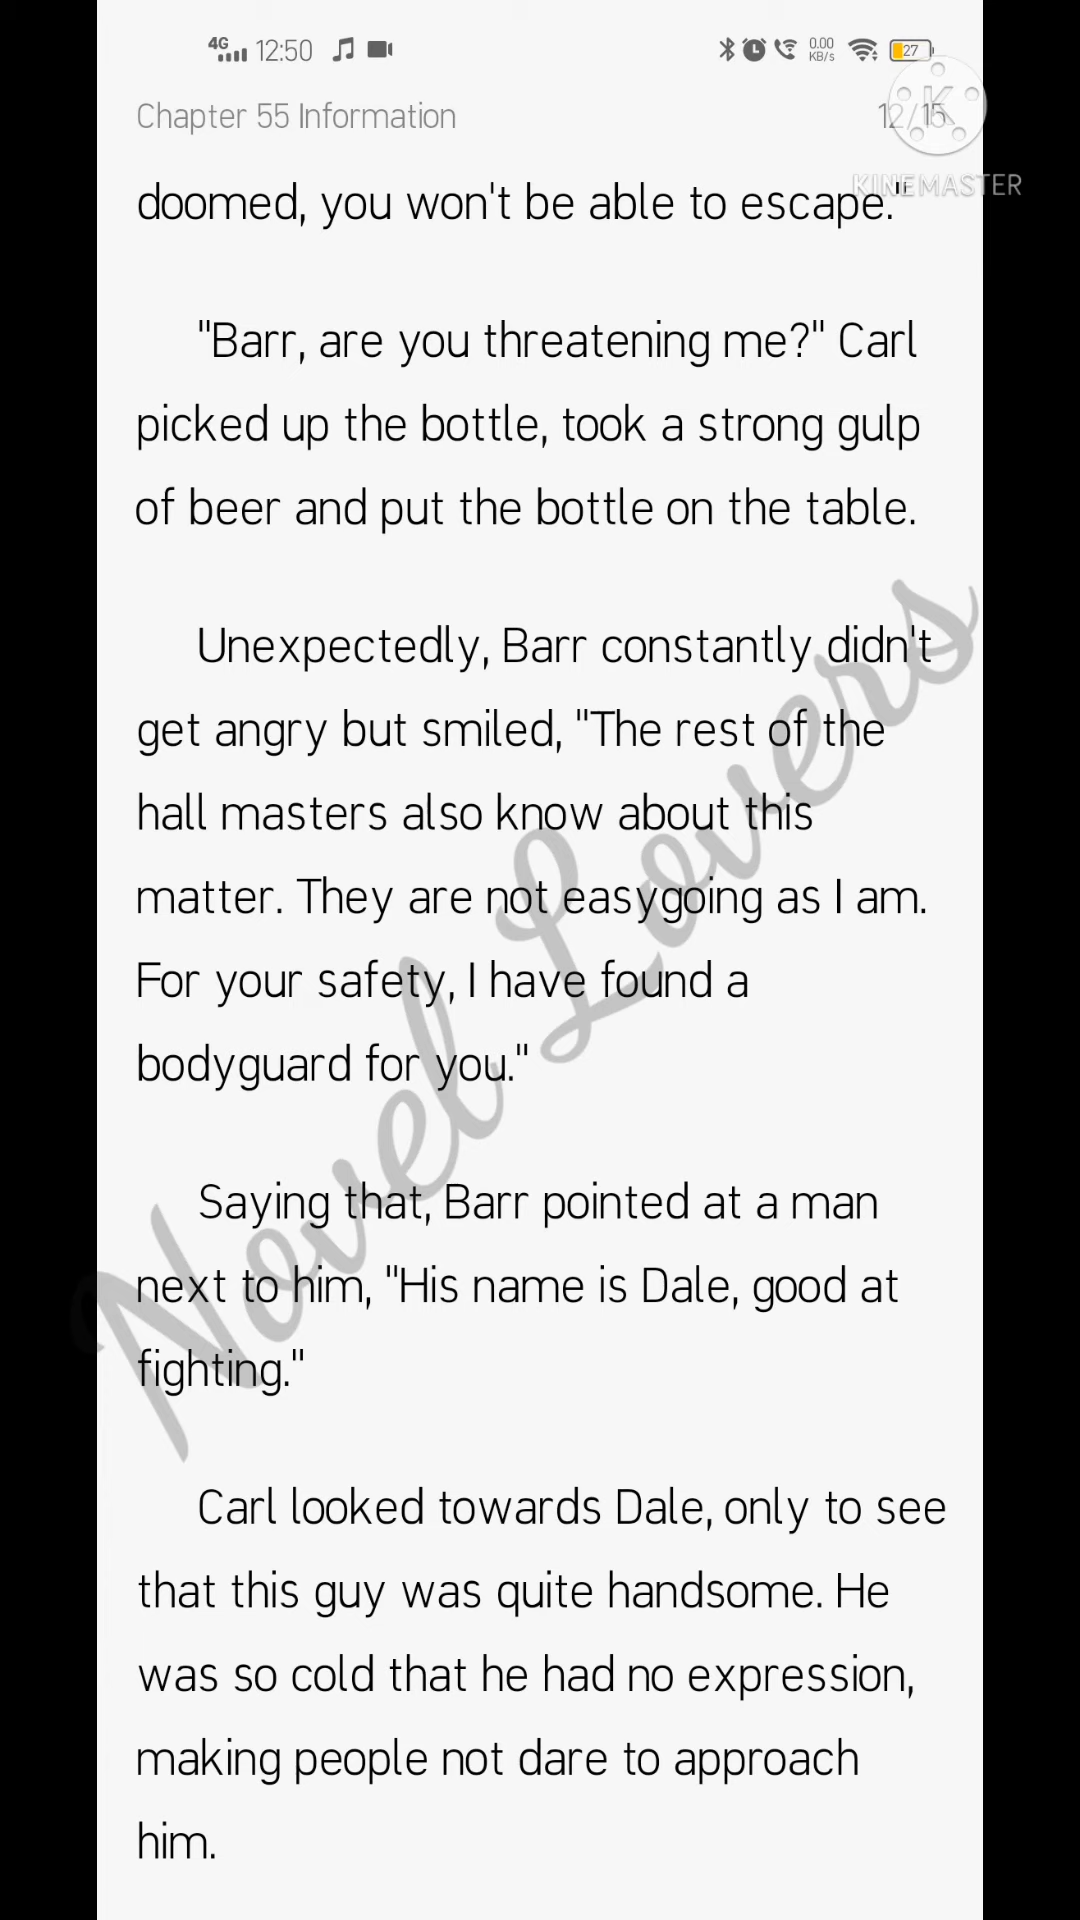 4G 12:50 0.00 KB/s 27
Chapter 55 Information 12/15
KINEMASTER
doomed, you won't be able to escape."
"Barr, are you threatening me?" Carl
picked up the bottle, took a strong gulp
of beer and put the bottle on the table.
Unexpectedly, Barr constantly didn't
get angry but smiled, "The rest of the
hall masters also know about this
matter. They are not easygoing as I am.
For your safety, I have found a
bodyguard for you."
Saying that, Barr pointed at a man
next to him, "His name is Dale, good at
fighting."
Carl looked towards Dale, only to see
that this guy was quite handsome. He
was so cold that he had no expression,
making people not dare to approach
him.
Novel Lovers